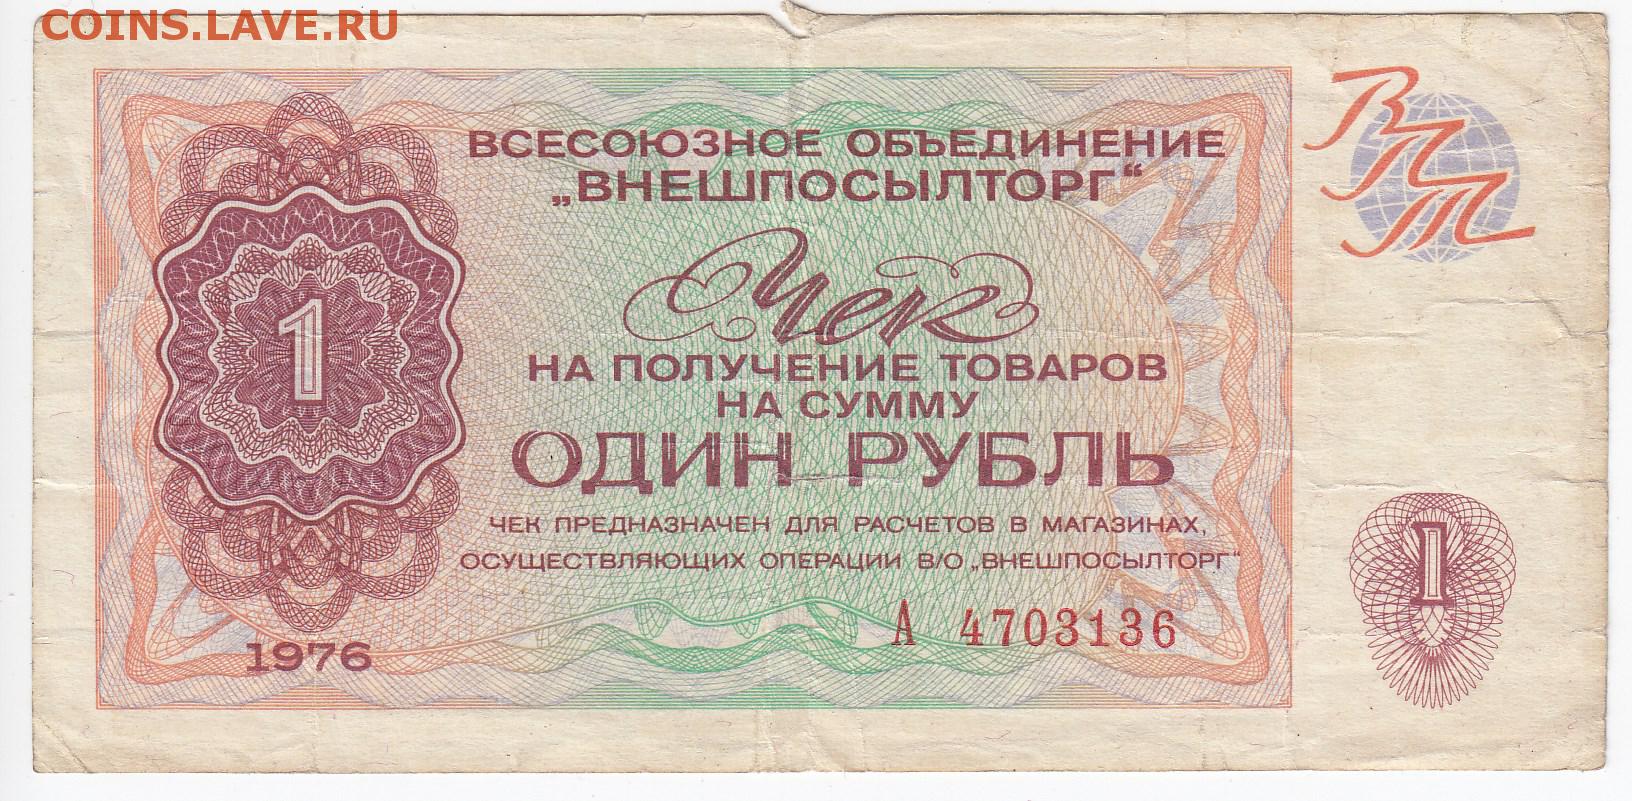 COINS.LAVE.RU
ВСЕСОЮЗНОЕ ОБЪЕДИНЕНИЕ
„ВНЕШПОСЫЛТОРГ“
ВПТ
Чек
НА ПОЛУЧЕНИЕ ТОВАРОВ
НА СУММУ
ОДИН РУБЛЬ
1
ЧЕК ПРЕДНАЗНАЧЕН ДЛЯ РАСЧЕТОВ В МАГАЗИНАХ,
ОСУЩЕСТВЛЯЮЩИХ ОПЕРАЦИИ В/О „ВНЕШПОСЫЛТОРГ“
А 4703136
1976
1